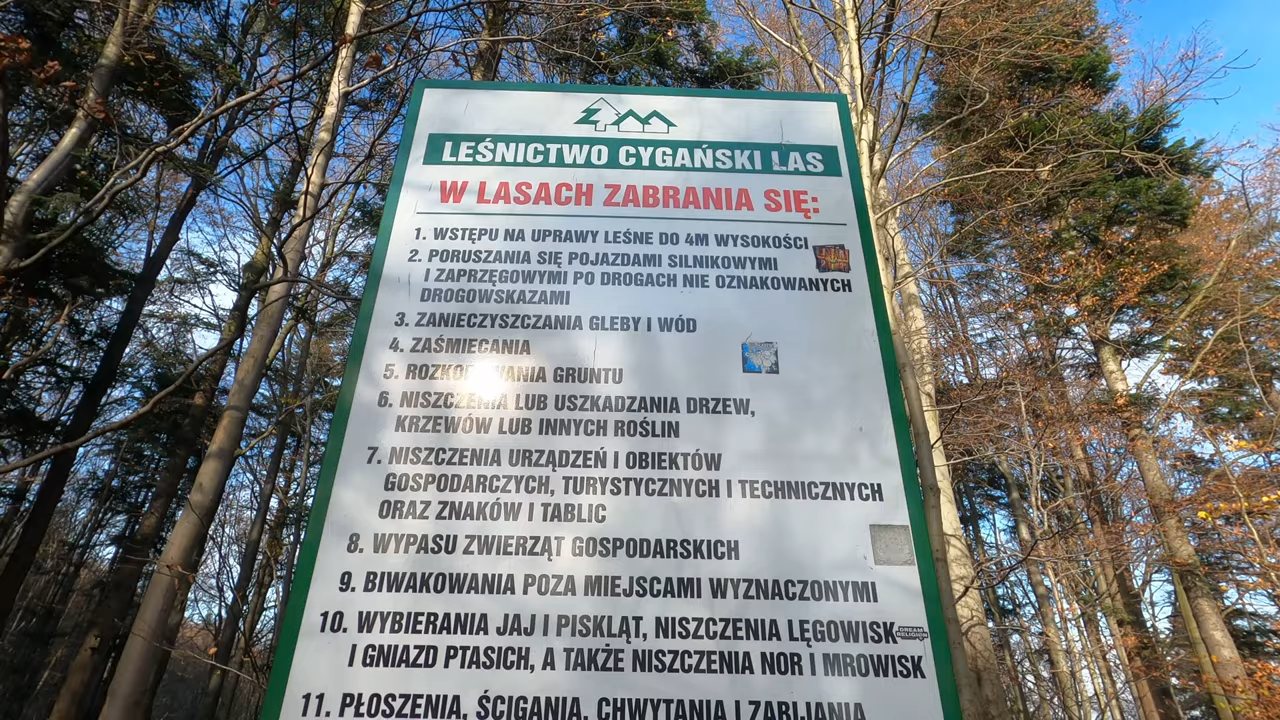 LEŚNICTWO CYGAŃSKI LAS
W LASACH ZABRANIA SIĘ:
1. WSTĘPU NA UPRAWY LEŚNE DO 4M WYSOKOŚCI
2. PORUSZANIA SIĘ POJAZDAMI SILNIKOWYMI
I ZAPRZĘGOWYMI PO DROGACH NIE OZNAKOWANYCH
DROGOWSKAZAMI
3. ZANIECZYSZCZANIA GLEBY I WÓD
4. ZAŚMIECANIA
5. ROZKOPYWANIA GRUNTU
6. NISZCZENIA LUB USZKADZANIA DRZEW,
KRZEWÓW LUB INNYCH ROŚLIN
7. NISZCZENIA URZĄDZEŃ I OBIEKTÓW
GOSPODARCZYCH, TURYSTYCZNYCH I TECHNICZNYCH
ORAZ ZNAKÓW I TABLIC
8. WYPASU ZWIERZĄT GOSPODARSKICH
9. BIWAKOWANIA POZA MIEJSCAMI WYZNACZONYMI
10. WYBIERANIA JAJ I PISKLĄT, NISZCZENIA LĘGOWISK
DREAM
RELIGION
I GNIAZD PTASICH, A TAKŻE NISZCZENIA NOR I MROWISK
11. PŁOSZENIA, ŚCIGANIA, CHWYTANIA I ZABIJANIA